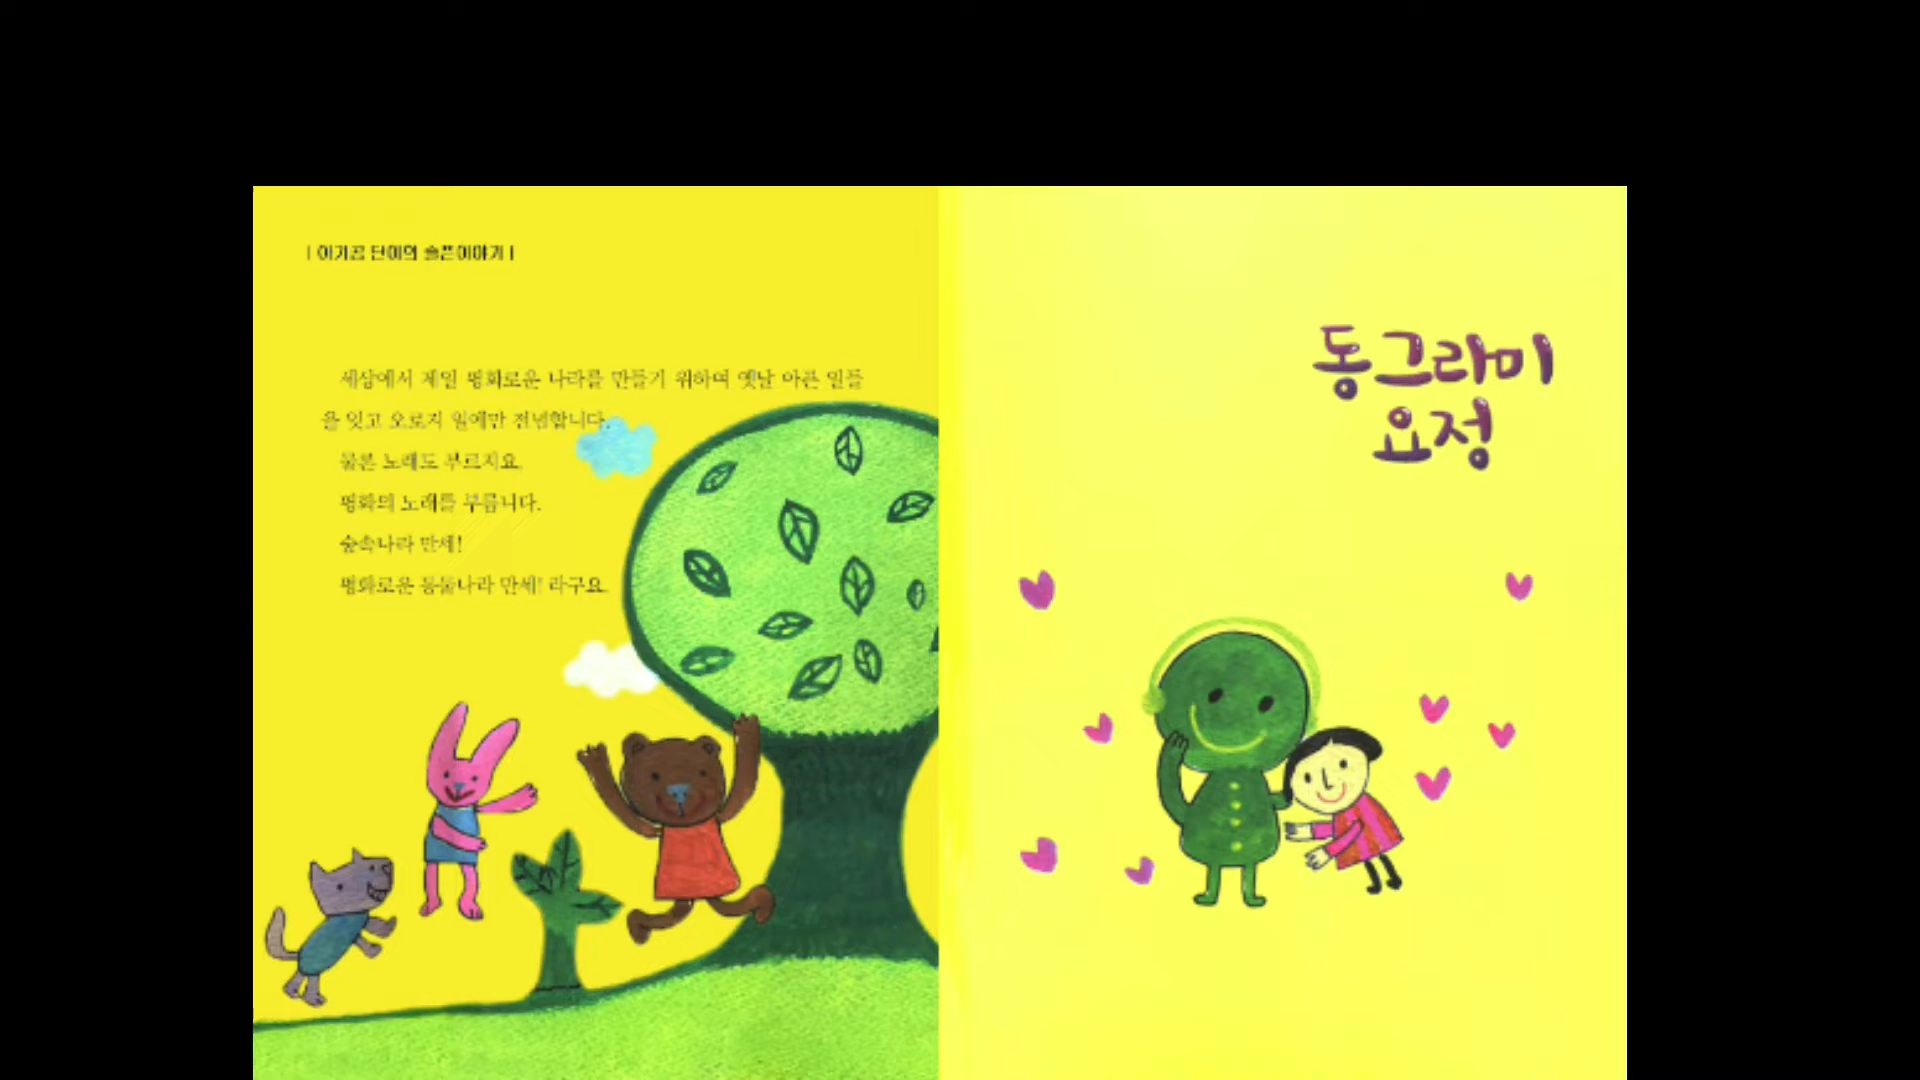 | 아기곰 단이의 슬픈이야기 |
세상에서 제일 평화로운 나라를 만들기 위하여 옛날 아픈 일들
을 잊고 오로지 일에만 전념합니다.
물론 노래도 부르지요.
평화의 노래를 부릅니다.
숲속나라 만세!
평화로운 동물나라 만세! 라구요.
동그라미
요정